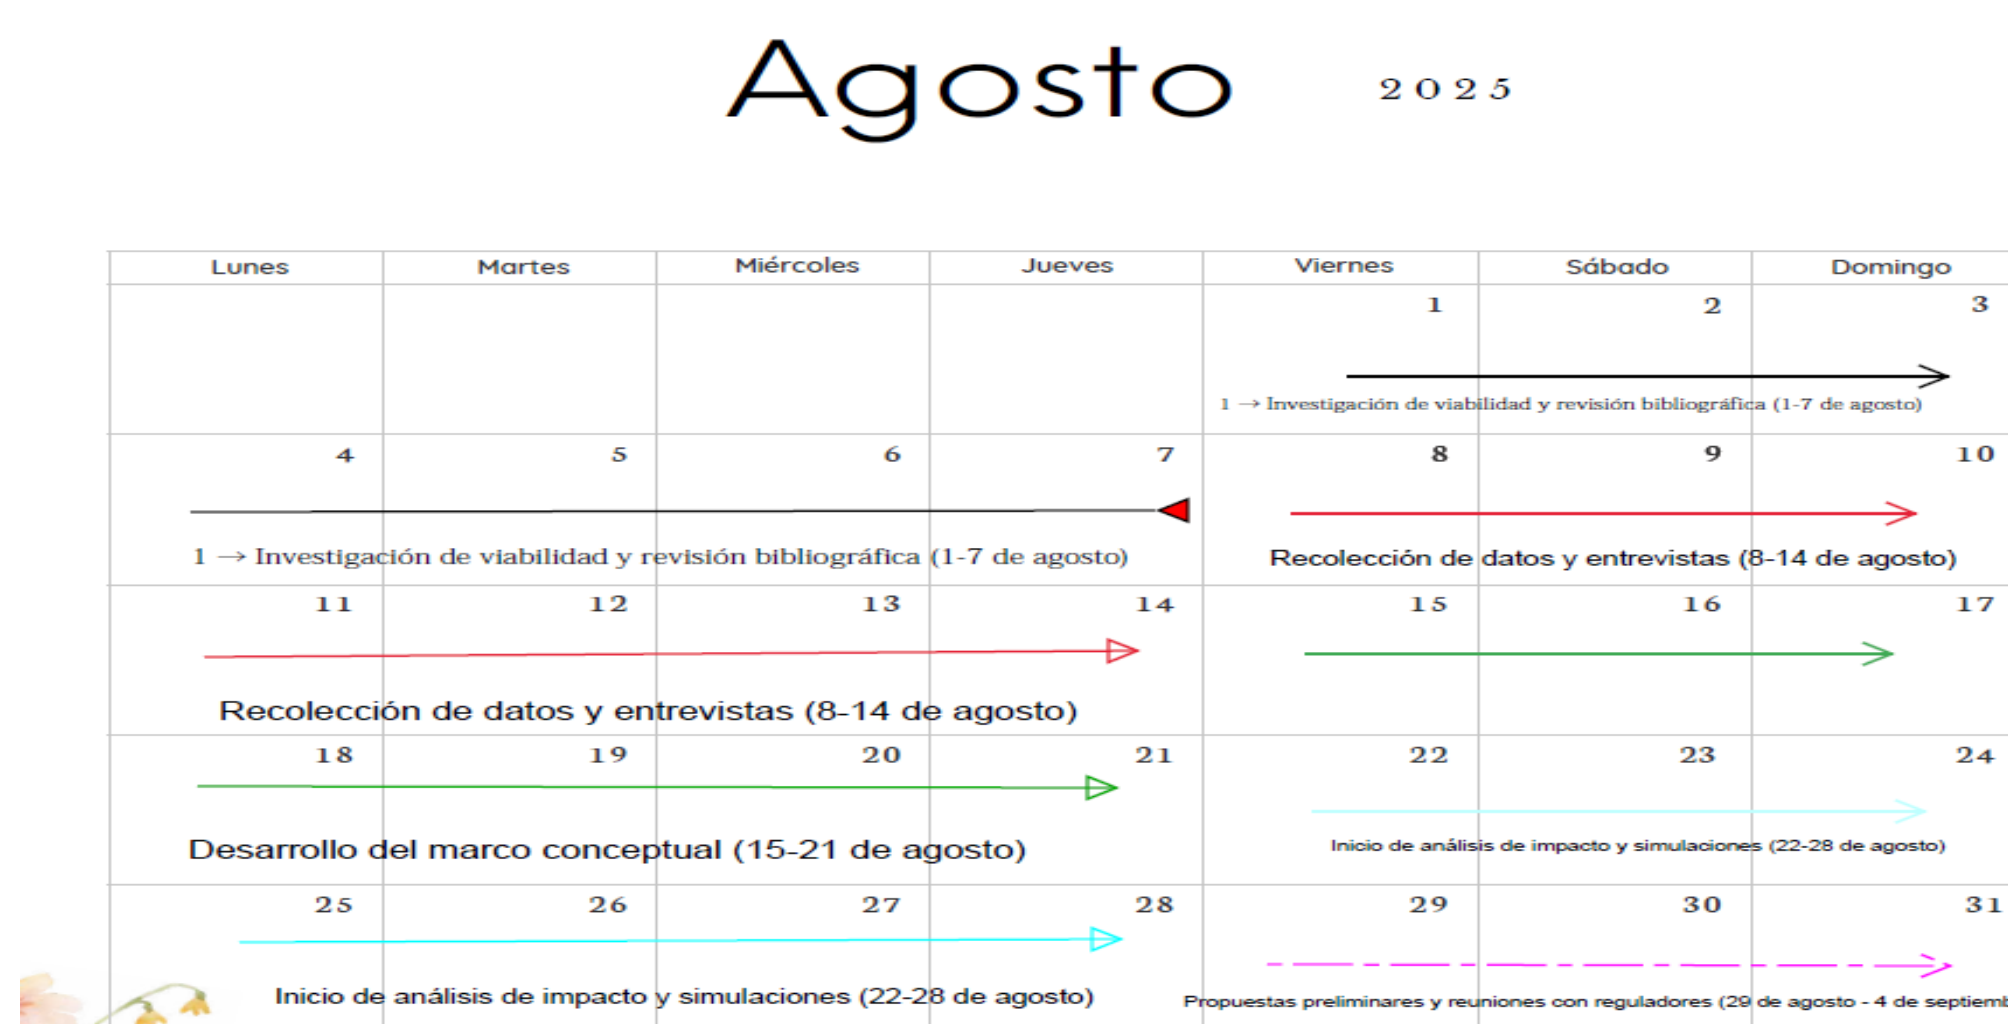 Agosto 2025
Lunes Martes Miércoles Jueves Viernes Sábado Domingo
1 2 3
1 → Investigación de viabilidad y revisión bibliográfica (1-7 de agosto)
4 5 6 7 8 9 10
1 → Investigación de viabilidad y revisión bibliográfica (1-7 de agosto) Recolección de datos y entrevistas (8-14 de agosto)
11 12 13 14 15 16 17
Recolección de datos y entrevistas (8-14 de agosto)
18 19 20 21 22 23 24
Desarrollo del marco conceptual (15-21 de agosto) Inicio de análisis de impacto y simulaciones (22-28 de agosto)
25 26 27 28 29 30 31
Inicio de análisis de impacto y simulaciones (22-28 de agosto) Propuestas preliminares y reuniones con reguladores (29 de agosto - 4 de septiemb